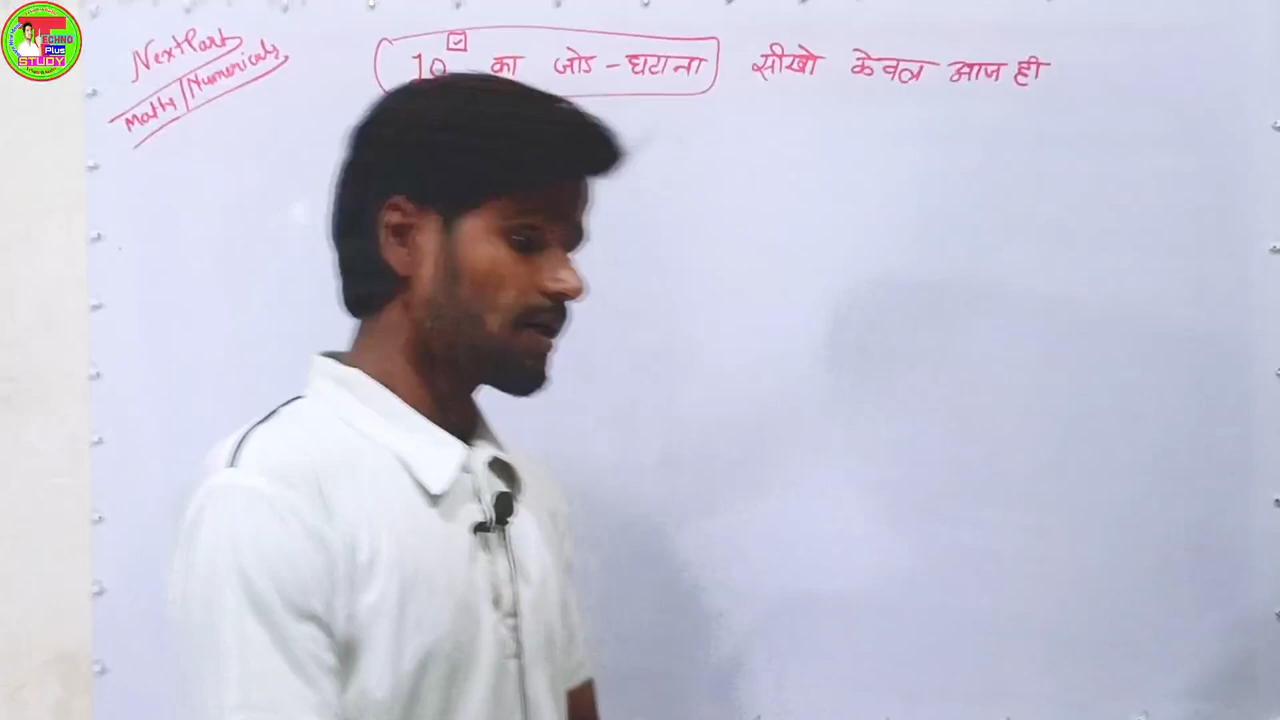 TECHNO
Plus
STUDY
Next Part
Maths/Numericals
10 का जोड-घटाना सीखो केवल आज ही